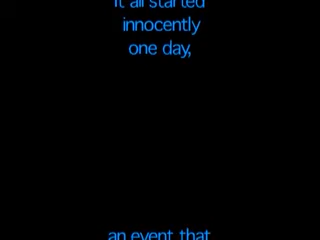 It all started
innocently
one day,
an event that